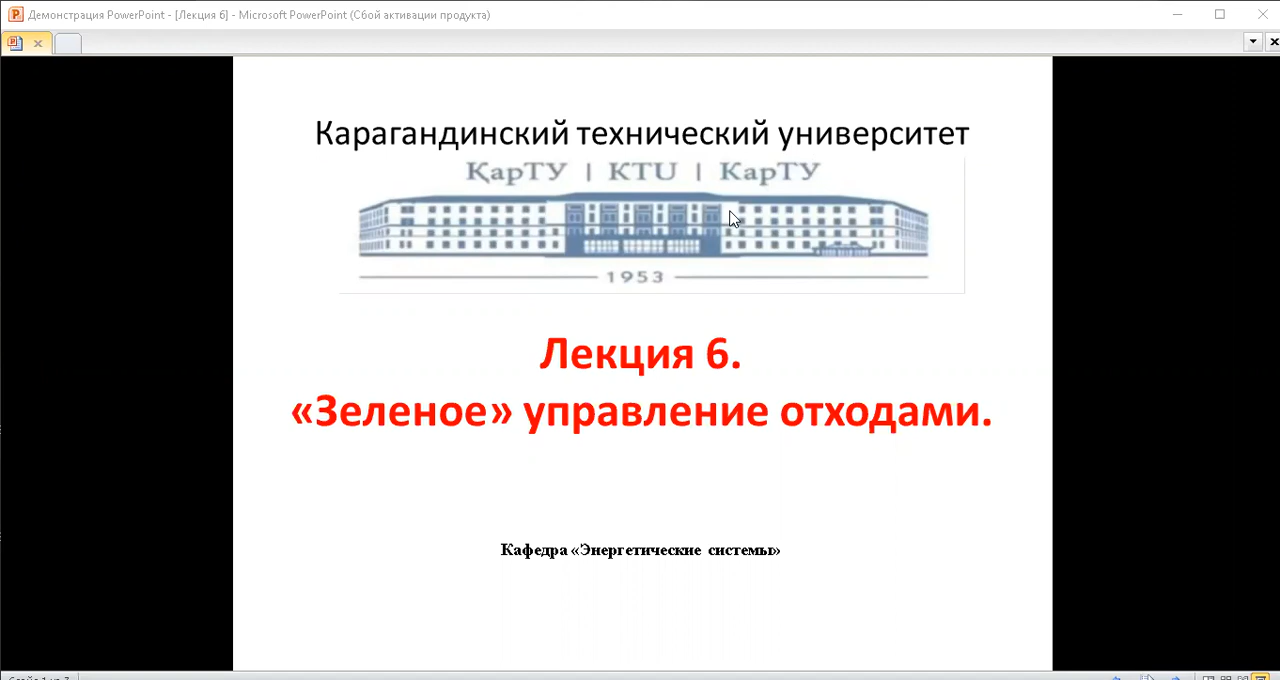 Демонстрация PowerPoint - [Лекция 6] - Microsoft PowerPoint (Сбой активации продукта)
Карагандинский технический университет
ҚарТУ | KTU | КарТУ
1953
Лекция 6.
«Зеленое» управление отходами.
Кафедра «Энергетические системы»